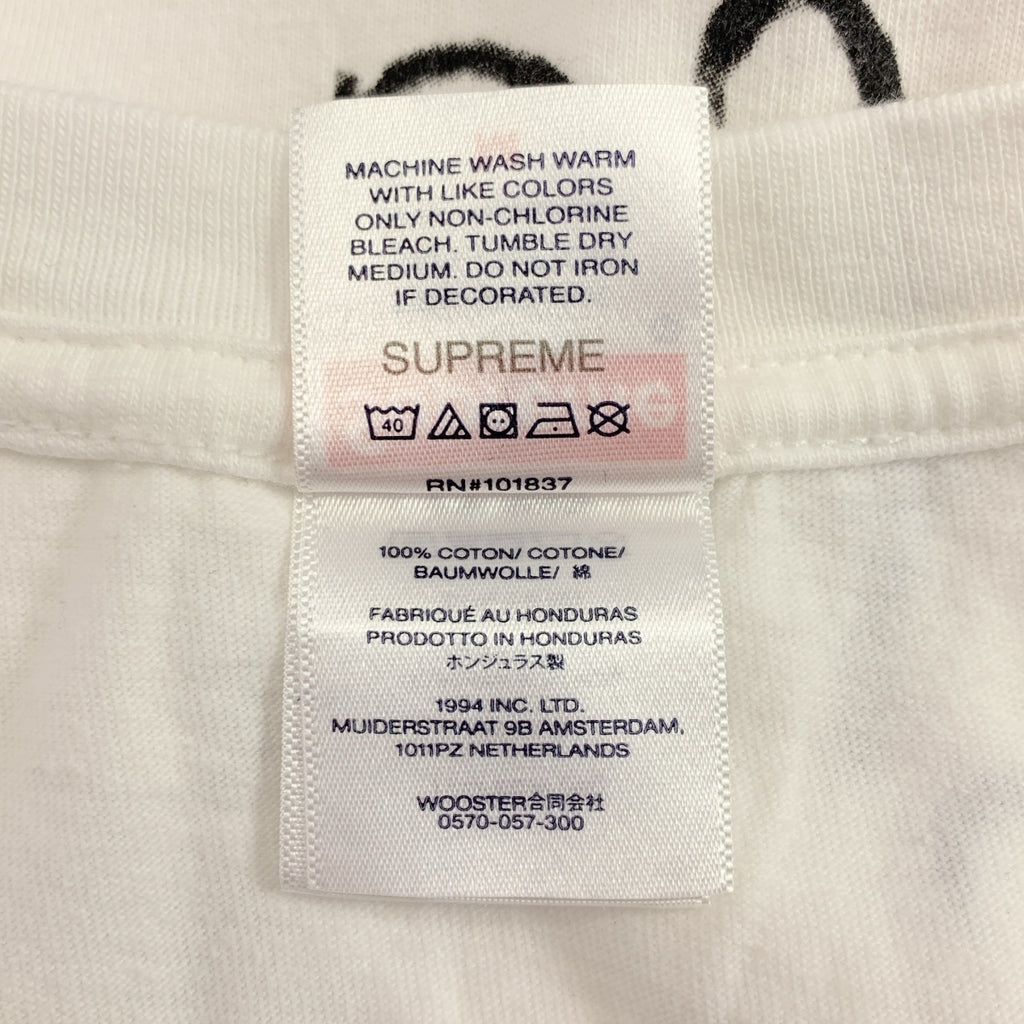 MACHINE WASH WARM
WITH LIKE COLORS
ONLY NON-CHLORINE
BLEACH. TUMBLE DRY
MEDIUM. DO NOT IRON
IF DECORATED.
SUPREME
40
RN#101837
100% COTON/ COTONE/
BAUMWOLLE/ 綿
FABRIQUÉ AU HONDURAS
PRODOTTO IN HONDURAS
ホンジュラス製
1994 INC. LTD.
MUIDERSTRAAT 9B AMSTERDAM,
1011PZ NETHERLANDS
WOOSTER合同会社
0570-057-300